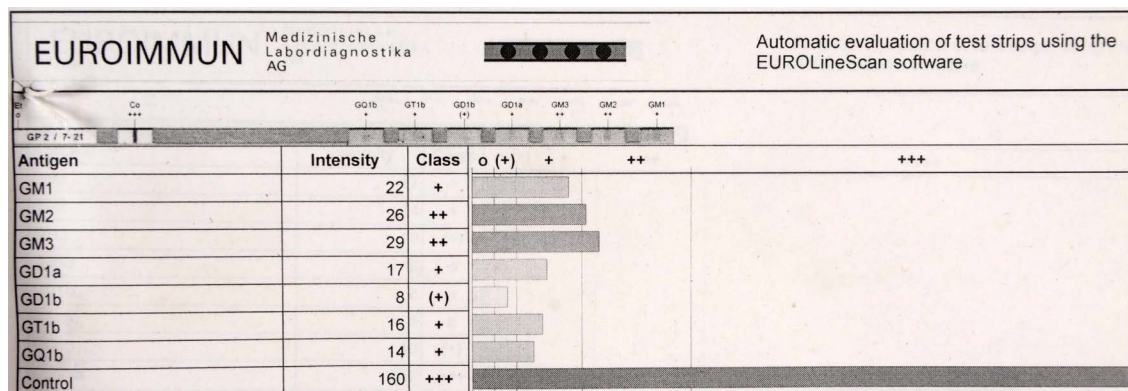 EUROIMMUN
Medizinische
Labordiagnostika
AG
Automatic evaluation of test strips using the
EUROLineScan software
Co GQ1b GT1b GD1b GD1a GM3 GM2 GM1
o +++ + + (+) + ++ ++ +
GP 2 / 7-21
Antigen Intensity Class o (+) + ++ +++
GM1 22 +
GM2 26 ++
GM3 29 ++
GD1a 17 +
GD1b 8 (+)
GT1b 16 +
GQ1b 14 +
Control 160 +++